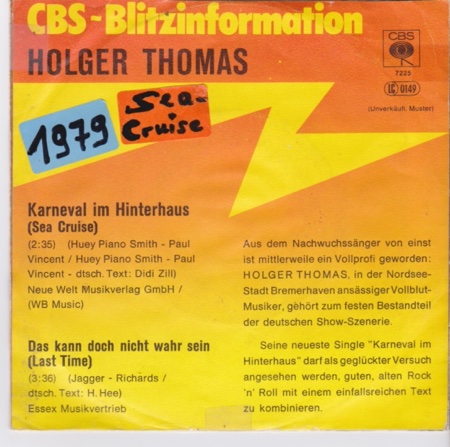 CBS-Blitzinformation
HOLGER THOMAS
CBS
7225
LC 0149
(Unverkäufl. Muster)
1979
Sea-
Cruise
Karneval im Hinterhaus
(Sea Cruise)
(2:35) (Huey Piano Smith - Paul
Vincent / Huey Piano Smith - Paul
Vincent - dtsch. Text: Didi Zill)
Neue Welt Musikverlag GmbH /
(WB Music)
Das kann doch nicht wahr sein
(Last Time)
(3:36) (Jagger - Richards /
dtsch. Text: H. Hee)
Essex Musikvertrieb
Aus dem Nachwuchssänger von einst
ist mittlerweile ein Vollprofi geworden:
HOLGER THOMAS, in der Nordsee-
Stadt Bremerhaven ansässiger Vollblut-
Musiker, gehört zum festen Bestandteil
der deutschen Show-Szenerie.
Seine neueste Single "Karneval im
Hinterhaus" darf als geglückter Versuch
angesehen werden, guten, alten Rock
'n' Roll mit einem einfallsreichen Text
zu kombinieren.